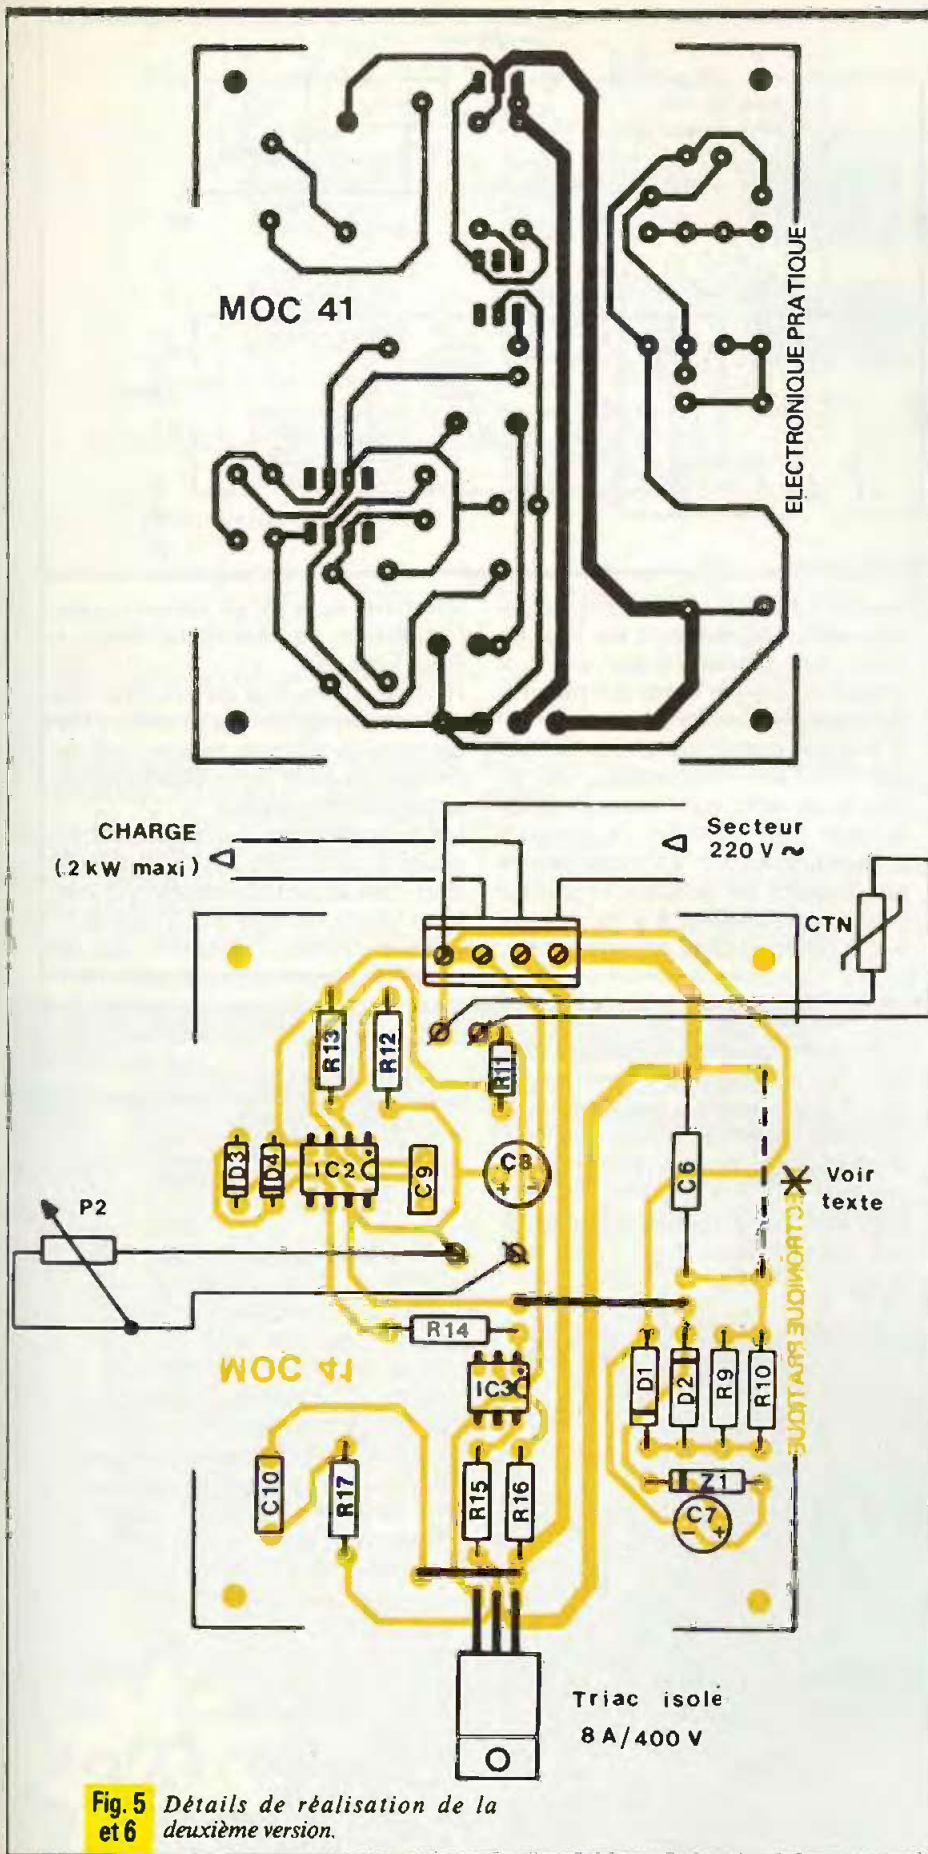 MOC 41
ELECTRONIQUE PRATIQUE
CHARGE
(2 kW maxi)
Secteur
220 V ~
CTN
R13
R12
R11
D3
D4
IC2
C9
C8
+ -
C6
Voir
texte
P2
R14
MOC 41
IC3
D1
D2
R9
R10
ECTRONIQUE PRATIQUE
C10
R17
R15
R16
Z1
C7
- +
Triac isolé
8 A/400 V
Fig. 5
et 6
Détails de réalisation de la
deuxième version.